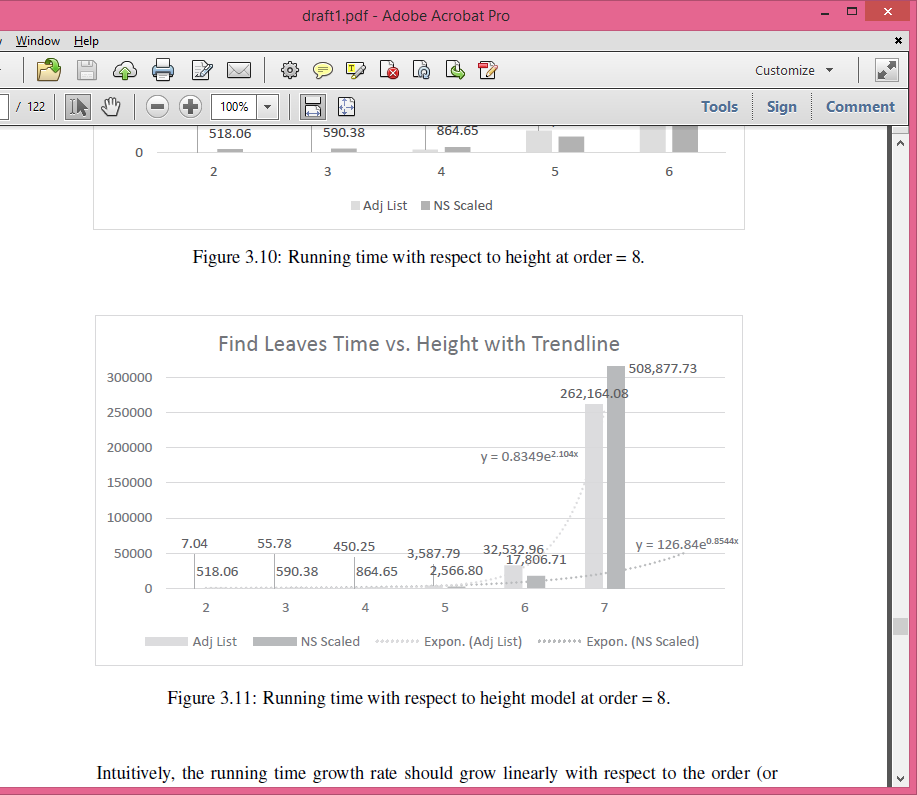 draft1.pdf - Adobe Acrobat Pro
Window Help
Customize
/ 122 100% Tools Sign Comment
518.06 590.38 864.65
0
2 3 4 5 6
Adj List NS Scaled
Figure 3.10: Running time with respect to height at order = 8.
Find Leaves Time vs. Height with Trendline
508,877.73
300000
262,164.08
250000
200000
y = 0.8349e^2.104x
150000
100000
7.04 55.78 450.25 3,587.79 32,532.96 y = 126.84e^0.8544x
50000
518.06 590.38 864.65 2,566.80 17,806.71
0
2 3 4 5 6 7
Adj List NS Scaled Expon. (Adj List) Expon. (NS Scaled)
Figure 3.11: Running time with respect to height model at order = 8.
Intuitively, the running time growth rate should grow linearly with respect to the order (or